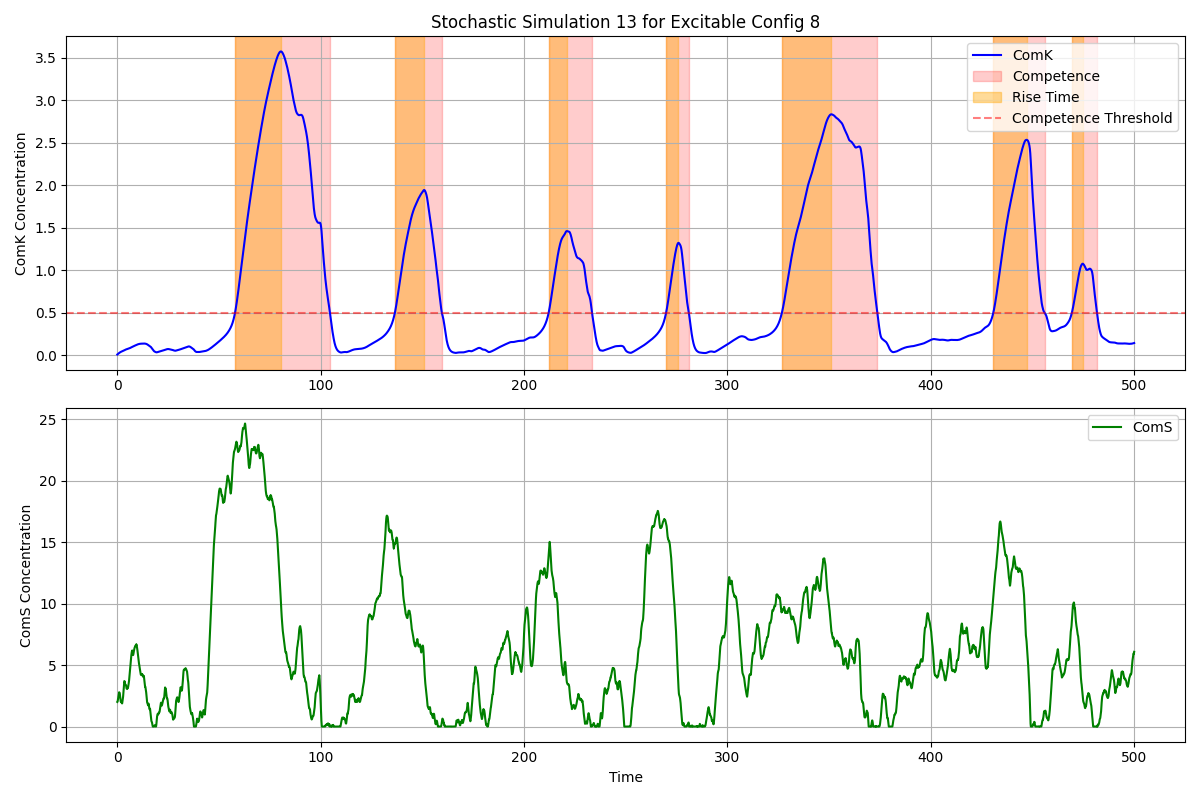 Stochastic Simulation 13 for Excitable Config 8
ComK Concentration
3.5
3.0
2.5
2.0
1.5
1.0
0.5
0.0
ComK
Competence
Rise Time
Competence Threshold
0 100 200 300 400 500
ComS Concentration
25
20
15
10
5
0
ComS
0 100 200 300 400 500
Time